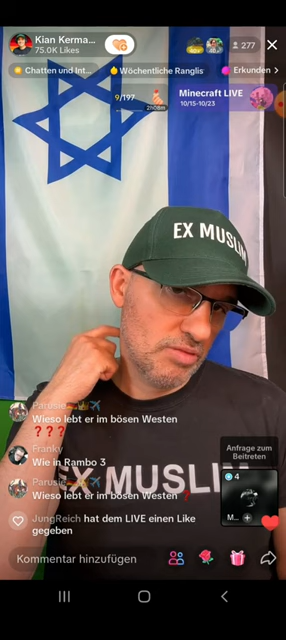 Kian Kerma...
75.0K Likes
277
Chatten und Int...
Wöchentliche Ranglis
Erkunden >
9/197
2h08m
Minecraft LIVE
10/15-10/23
EX MUSLIM
EX MUSLIM
Parusie
Wieso lebt er im bösen Westen
❓❓❓
Franky
Wie in Rambo 3
Parusie
Wieso lebt er im bösen Westen ❓
JungReich hat dem LIVE einen Like
gegeben
Anfrage zum
Beitreten
4
M...
Kommentar hinzufügen